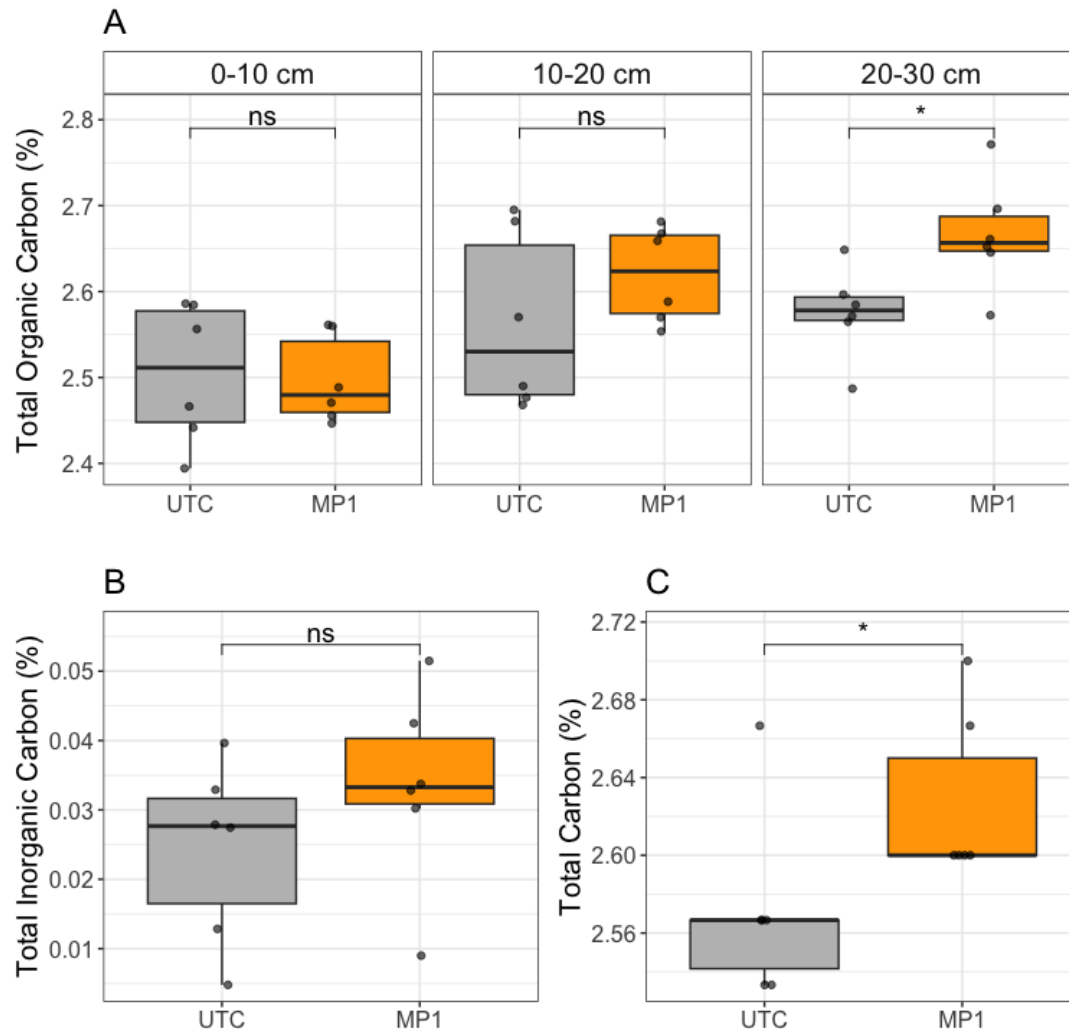 A
0-10 cm
10-20 cm
20-30 cm
ns
ns
*
Total Organic Carbon (%)
2.8
2.7
2.6
2.5
2.4
UTC
MP1
UTC
MP1
UTC
MP1
B
ns
Total Inorganic Carbon (%)
0.05
0.04
0.03
0.02
0.01
UTC
MP1
C
*
Total Carbon (%)
2.72
2.68
2.64
2.60
2.56
UTC
MP1